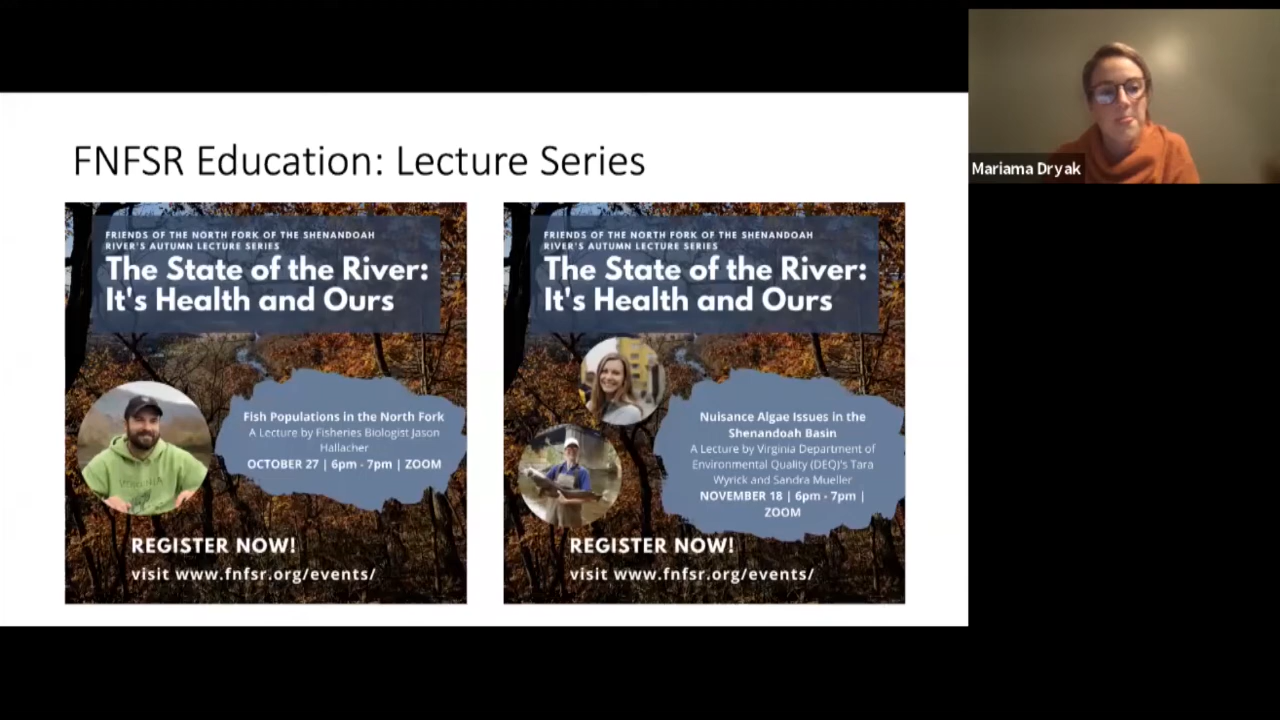 FNFSR Education: Lecture Series
FRIENDS OF THE NORTH FORK OF THE SHENANDOAH
RIVER'S AUTUMN LECTURE SERIES
The State of the River:
It's Health and Ours
Fish Populations in the North Fork
A Lecture by Fisheries Biologist Jason
Hallacher
OCTOBER 27 | 6pm - 7pm | ZOOM
REGISTER NOW!
visit www.fnfsr.org/events/
FRIENDS OF THE NORTH FORK OF THE SHENANDOAH
RIVER'S AUTUMN LECTURE SERIES
The State of the River:
It's Health and Ours
Nuisance Algae Issues in the
Shenandoah Basin
A Lecture by Virginia Department of
Environmental Quality (DEQ)'s Tara
Wyrick and Sandra Mueller
NOVEMBER 18 | 6pm - 7pm |
ZOOM
REGISTER NOW!
visit www.fnfsr.org/events/
Mariama Dryak